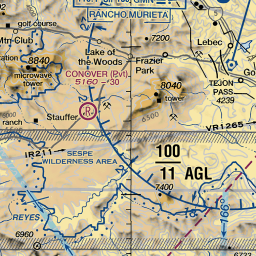 RANCHO MURIETA
golf course
Mtn Club
Lake of
the Woods
7200
Lebec
8840
microwave
tower
CONOVER (Pvt)
5160 - 30
Frazier
Park
8040
tower
TEJON
PASS
4239
ranch
Stauffer
R
6500
VR1265
IR211
SESPE
WILDERNESS AREA
100
11 AGL
7400
166°
REYES
6960